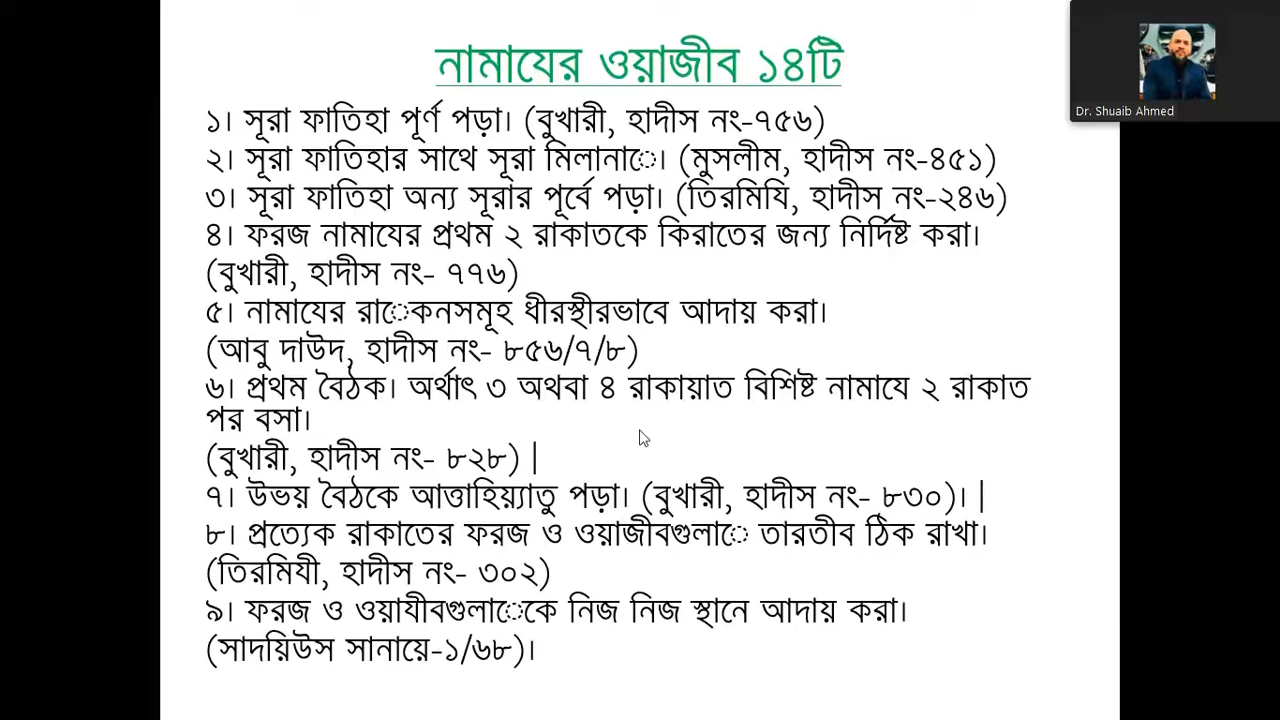 নামাযের ওয়াজীব ১৪টি
১। সূরা ফাতিহা পূর্ণ পড়া। (বুখারী, হাদীস নং-৭৫৬)
২। সূরা ফাতিহার সাথে সূরা মিলানাে। (মুসলীম, হাদীস নং-৪৫১)
৩। সূরা ফাতিহা অন্য সূরার পূর্বে পড়া। (তিরমিযি, হাদীস নং-২৪৬)
৪। ফরজ নামাযের প্রথম ২ রাকাতকে কিরাতের জন্য নির্দিষ্ট করা।
(বুখারী, হাদীস নং- ৭৭৬)
৫। নামাযের রােকনসমূহ ধীরস্থীরভাবে আদায় করা।
(আবু দাউদ, হাদীস নং- ৮৫৬/৭/৮)
৬। প্রথম বৈঠক। অর্থাৎ ৩ অথবা ৪ রাকায়াত বিশিষ্ট নামাযে ২ রাকাত
পর বসা।
(বুখারী, হাদীস নং- ৮২৮) |
৭। উভয় বৈঠকে আত্তাহিয়্যাতু পড়া। (বুখারী, হাদীস নং- ৮৩০)। |
৮। প্রত্যেক রাকাতের ফরজ ও ওয়াজীবগুলাে তারতীব ঠিক রাখা।
(তিরমিযী, হাদীস নং- ৩০২)
৯। ফরজ ও ওয়াযীবগুলােকে নিজ নিজ স্থানে আদায় করা।
(সাদয়িউস সানায়ে-১/৬৮)।
Dr. Shuaib Ahmed